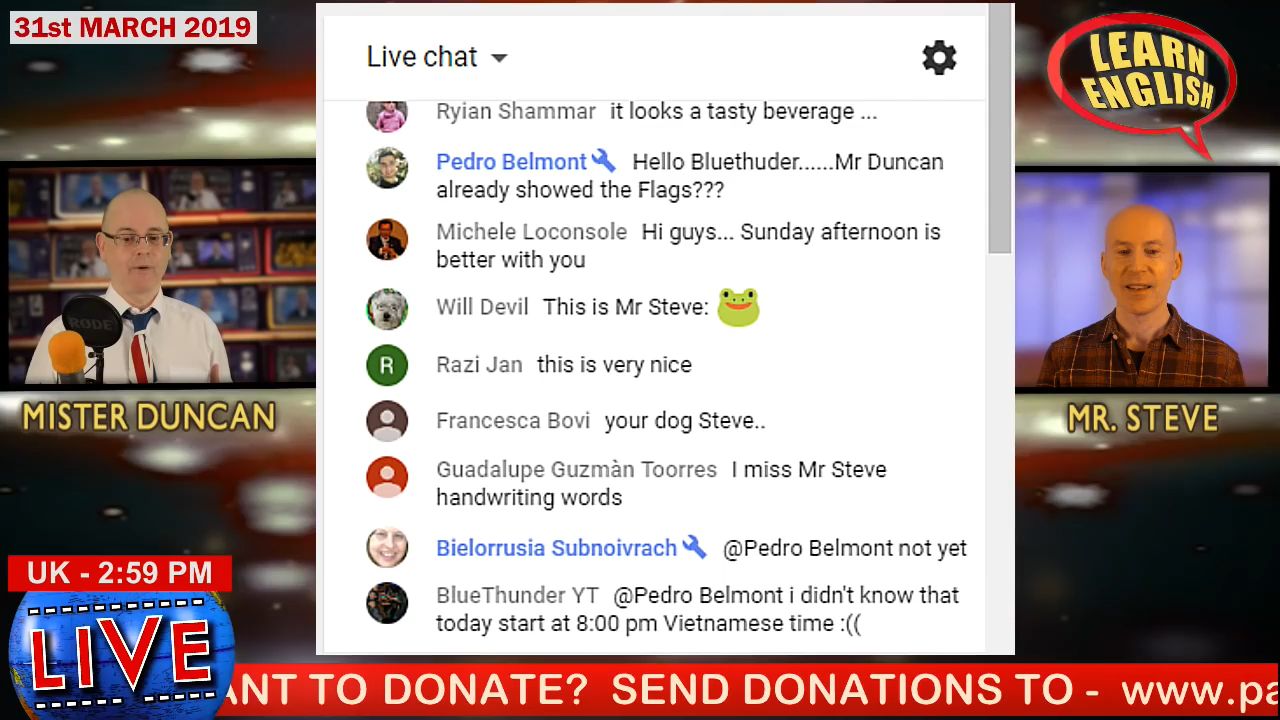 31st MARCH 2019
LEARN
ENGLISH
Live chat
Ryian Shammar it looks a tasty beverage ...
Pedro Belmont Hello Bluethuder......Mr Duncan
already showed the Flags???
Michele Loconsole Hi guys... Sunday afternoon is
better with you
Will Devil This is Mr Steve:
R
Razi Jan this is very nice
Francesca Bovi your dog Steve..
Guadalupe Guzmàn Toorres I miss Mr Steve
handwriting words
Bielorrusia Subnoivrach @Pedro Belmont not yet
BlueThunder YT @Pedro Belmont i didn't know that
today start at 8:00 pm Vietnamese time :((
RØDE
MISTER DUNCAN
MR. STEVE
UK - 2:59 PM
LIVE
ANT TO DONATE? SEND DONATIONS TO - www.pa